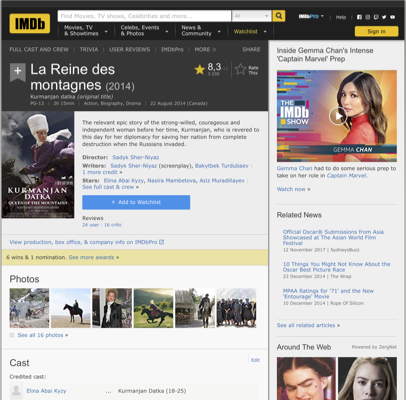 IMDb
Find Movies, TV shows, Celebrities and more...
All
Movies, TV
& Showtimes
Celebs, Events
& Photos
News &
Community
Watchlist
IMDbPro
Help
Sign in
FULL CAST AND CREW | TRIVIA | USER REVIEWS | IMDbPro | MORE
SHARE
La Reine des
montagnes (2014)
Kurmanjan datka (original title)
PG-13 | 2h 15min | Action, Biography, Drama | 22 August 2014 (Canada)
8,3
Rate
This
The relevant epic story of the strong-willed, courageous and
independent woman before her time, Kurmanjan, who is revered to
this day for her diplomacy for saving her nation from complete
destruction when the Russians invaded.
Director: Sadyk Sher-Niyaz
Writers: Sadyk Sher-Niyaz (screenplay), Bakytbek Turdubaev |
1 more credit »
Stars: Elina Abai Kyzy, Nasira Mambetova, Aziz Muradillayev |
See full cast & crew »
+ Add to Watchlist
Reviews
24 user | 16 critic
KURMANJAN
DATKA
QUEEN OF THE MOUNTAINS
View production, box office, & company info on IMDbPro
6 wins & 1 nomination. See more awards »
Photos
See all 16 photos »
Cast
Edit
Credited cast:
Elina Abai Kyzy ... Kurmanjan Datka (18-25)
Inside Gemma Chan's Intense
'Captain Marvel' Prep
THE
IMDb
SHOW
GEMMA CHAN
Gemma Chan had to do some serious prep to
take on her role in Captain Marvel.
Watch now »
Related News
Official Oscar® Submissions from Asia
Showcased at The Asian World Film
Festival
12 November 2017 | SydneysBuzz
10 Things You Might Not Know About the
Oscar Best Picture Race
23 December 2014 | The Wrap
MPAA Ratings for '71' and the New
'Entourage' Movie
10 December 2014 | Rope Of Silicon
See all related articles »
Around The Web
Powered by ZergNet